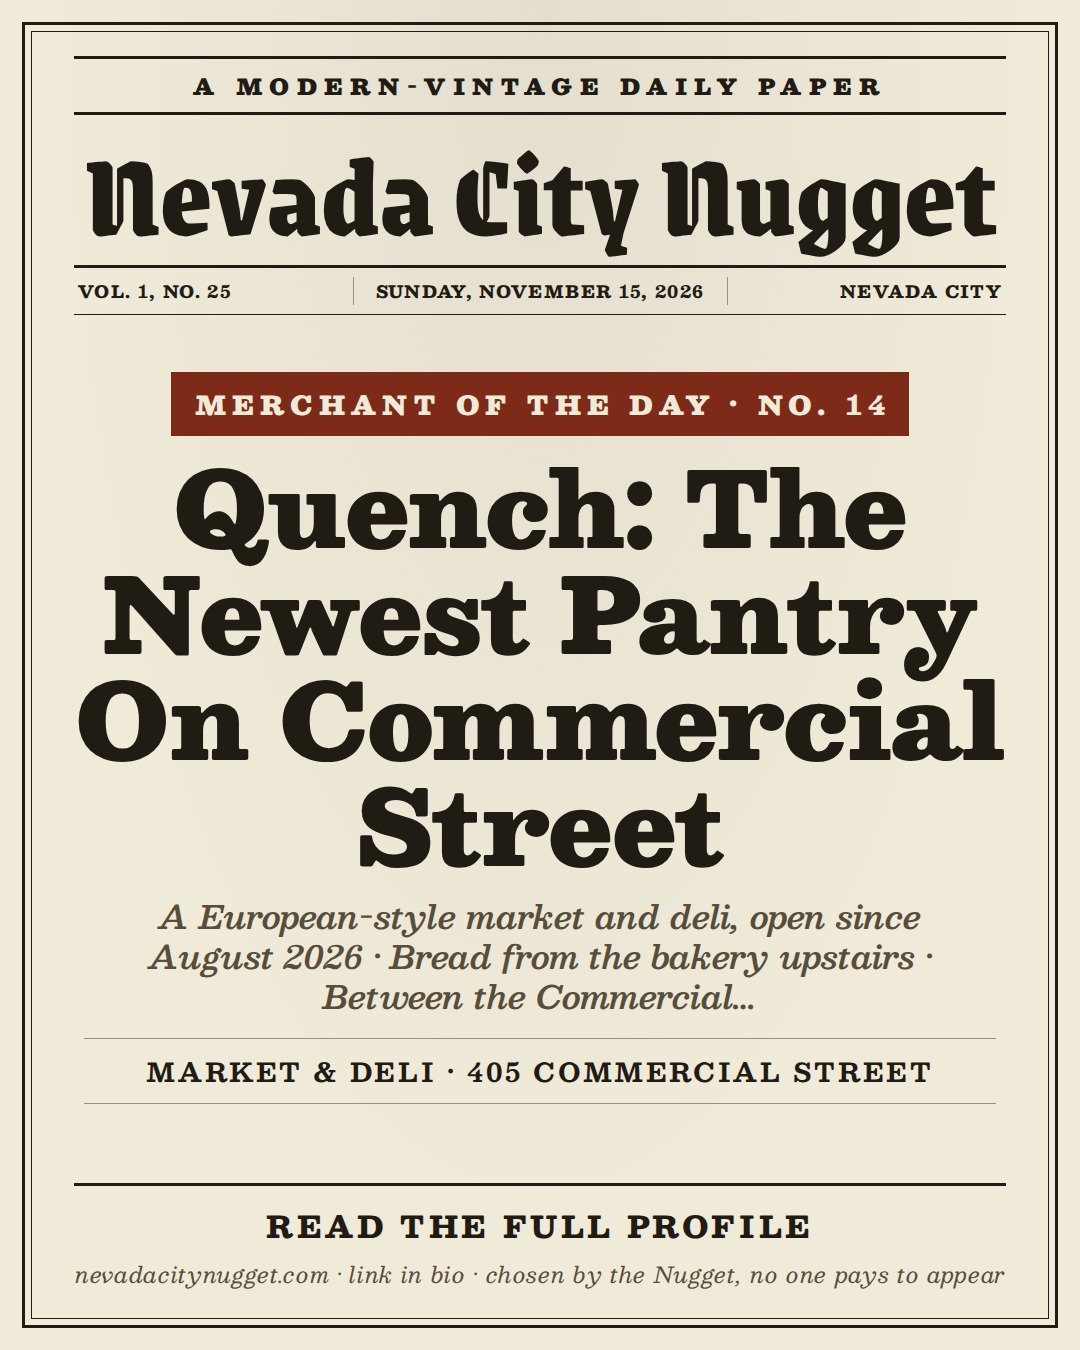 A MODERN-VINTAGE DAILY PAPER
Nevada City Nugget
VOL. 1, NO. 25
SUNDAY, NOVEMBER 15, 2026
NEVADA CITY
MERCHANT OF THE DAY · NO. 14
Quench: The
Newest Pantry
On Commercial
Street
A European-style market and deli, open since
August 2026 · Bread from the bakery upstairs ·
Between the Commercial...
MARKET & DELI · 405 COMMERCIAL STREET
READ THE FULL PROFILE
nevadacitynugget.com · link in bio · chosen by the Nugget, no one pays to appear